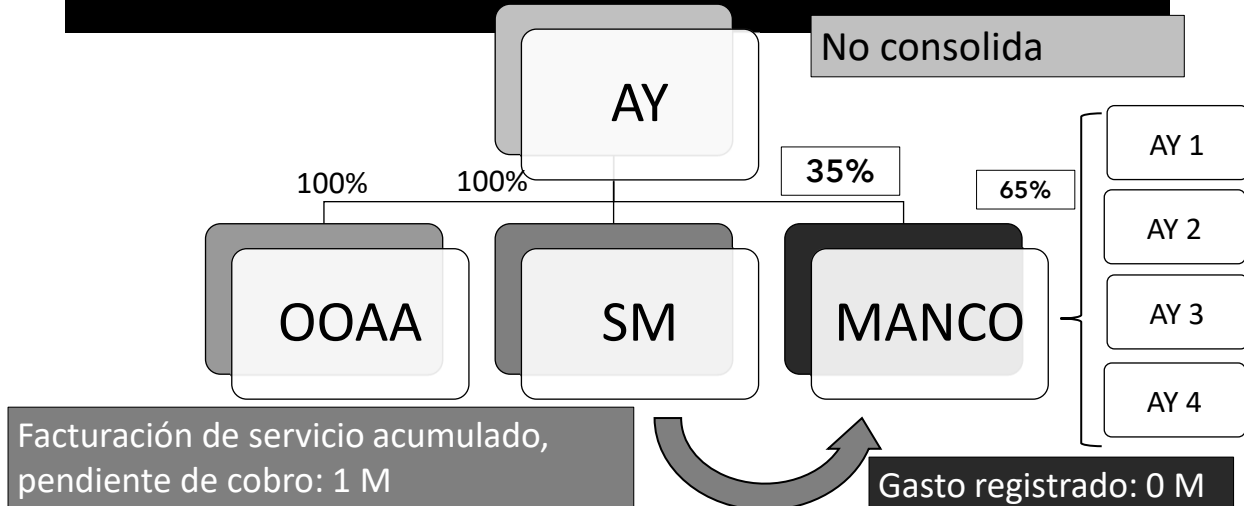 No consolida
AY
100%
100%
35%
65%
AY 1
AY 2
AY 3
AY 4
OOAA
SM
MANCO
Facturación de servicio acumulado,
pendiente de cobro: 1 M
Gasto registrado: 0 M